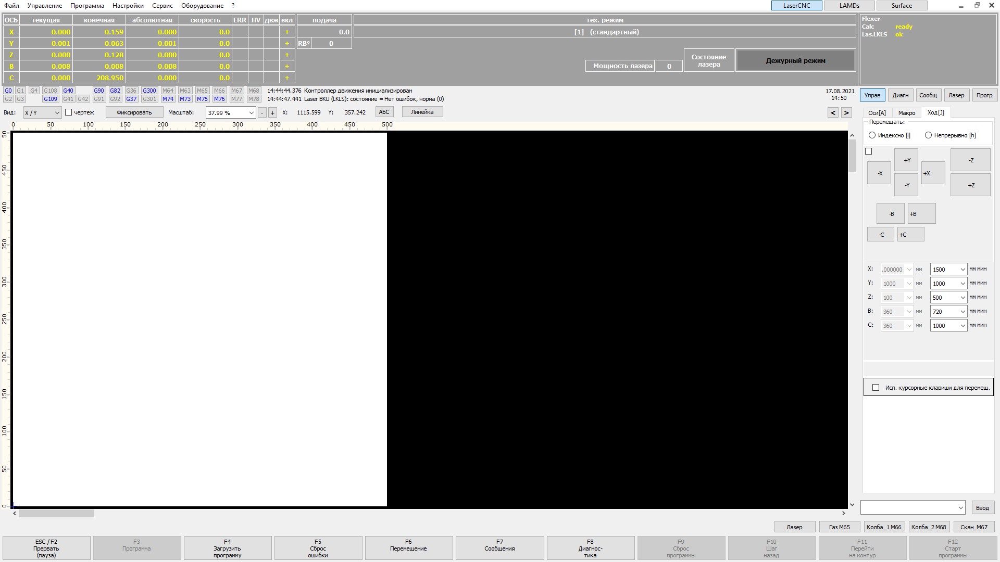 Файл Управление Программа Настройки Сервис Оборудование ?
LaserCNC LAMDs Surface
ОСЬ текущая конечная абсолютная скорость ERR HV движ вкл
X 0.000 0.159 0.000 0.0 +
Y 0.001 0.063 0.001 0.0 +
Z 0.000 0.128 0.000 0.0 +
B 0.008 0.008 0.008 0.0 +
C 0.000 208.950 0.000 0.0 +
подача
0.0
RB° 0
тех. режим
[1] (стандартный)
Мощность лазера 0
Состояние
лазера
Дежурный режим
Flexer
Calc ready
Las.LKLS ok
G0 G1 G4 G108 G40 G90 G82 G36 G300 M64 M63 M65 M66 M67 M68
G2 G3 G109 G41 G42 G91 G92 G37 G301 M74 M73 M75 M76 M77 M78
14:44:44.376 Контроллер движения инициализирован
14:44:47.441 Laser BKU (LKLS): состояние = Нет ошибок, норма (0)
17.08.2021
14:50
Управ Диагн Сообщ Лазер Прогр
Вид: X / Y чертеж Фиксировать Масштаб: 37.99 % - + X: 1115.599 Y: 357.242 АБС Линейка < >
0 50 100 150 200 250 300 350 400 450 500
50
450
400
350
300
250
200
150
100
50
0
Оси[A] Макро Ход[J]
Перемещать:
Индексно [i] Непрерывно [h]
+Y -Z
-X +X
-Y +Z
-B +B
-C +C
X: .000000 мм 1500 мм мин
Y: 1000 мм 1000 мм мин
Z: 100 мм 500 мм мин
B: 360 мм 720 мм мин
C: 360 мм 1000 мм мин
Исп. курсорные клавиши для перемещ.
Ввод
Лазер Газ M65 Колба_1 M66 Колба_2 M68 Скан_M67
ESC / F2
Прервать
(пауза)
F3
Программа
F4
Загрузить
программу
F5
Сброс
ошибки
F6
Перемещение
F7
Сообщения
F8
Диагнос-
тика
F9
Сброс
программы
F10
Шаг
назад
F11
Перейти
на контур
F12
Старт
программы